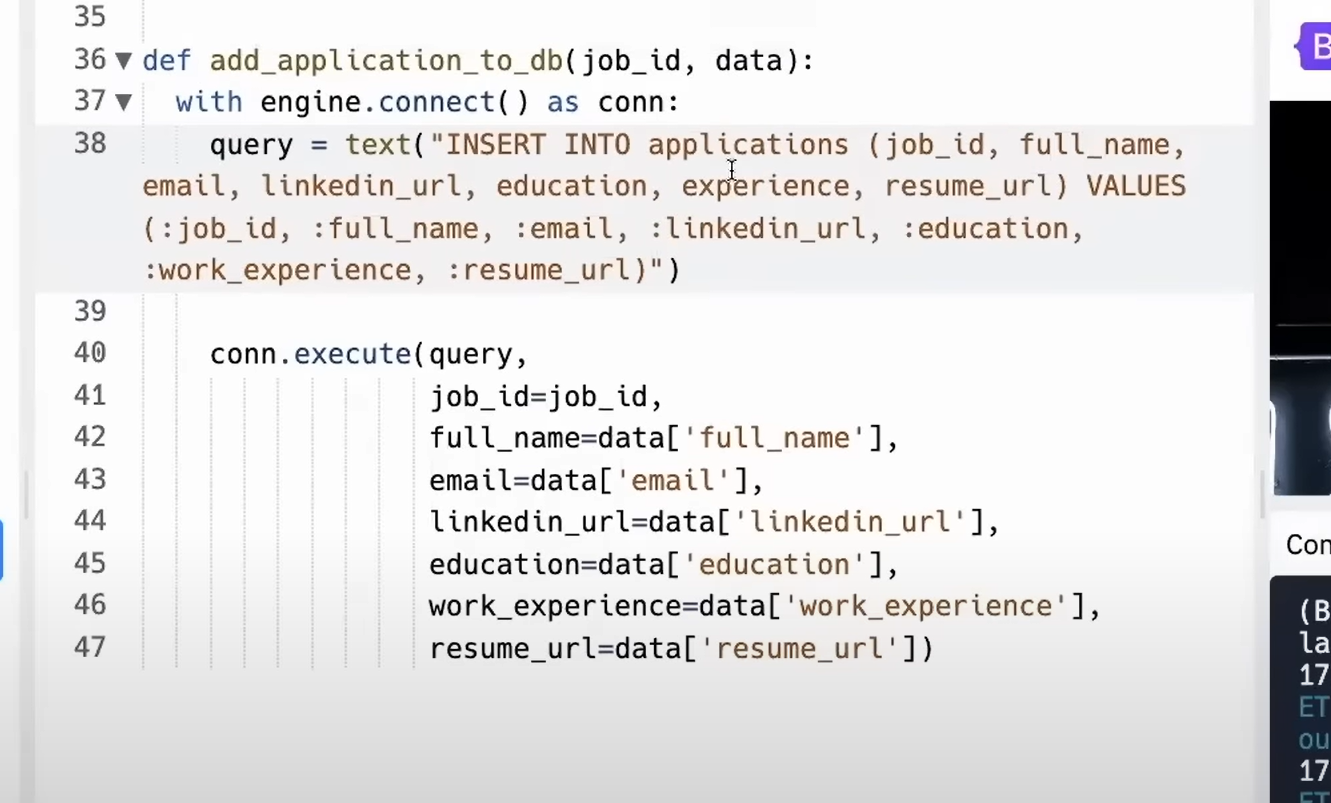 35
36 ▼ def add_application_to_db(job_id, data):
37 ▼ with engine.connect() as conn:
38 query = text("INSERT INTO applications (job_id, full_name,
email, linkedin_url, education, experience, resume_url) VALUES
(:job_id, :full_name, :email, :linkedin_url, :education,
:work_experience, :resume_url)")
39
40 conn.execute(query,
41 job_id=job_id,
42 full_name=data['full_name'],
43 email=data['email'],
44 linkedin_url=data['linkedin_url'],
45 education=data['education'],
46 work_experience=data['work_experience'],
47 resume_url=data['resume_url'])
B
Con
(B
la
17
ET
ou
17